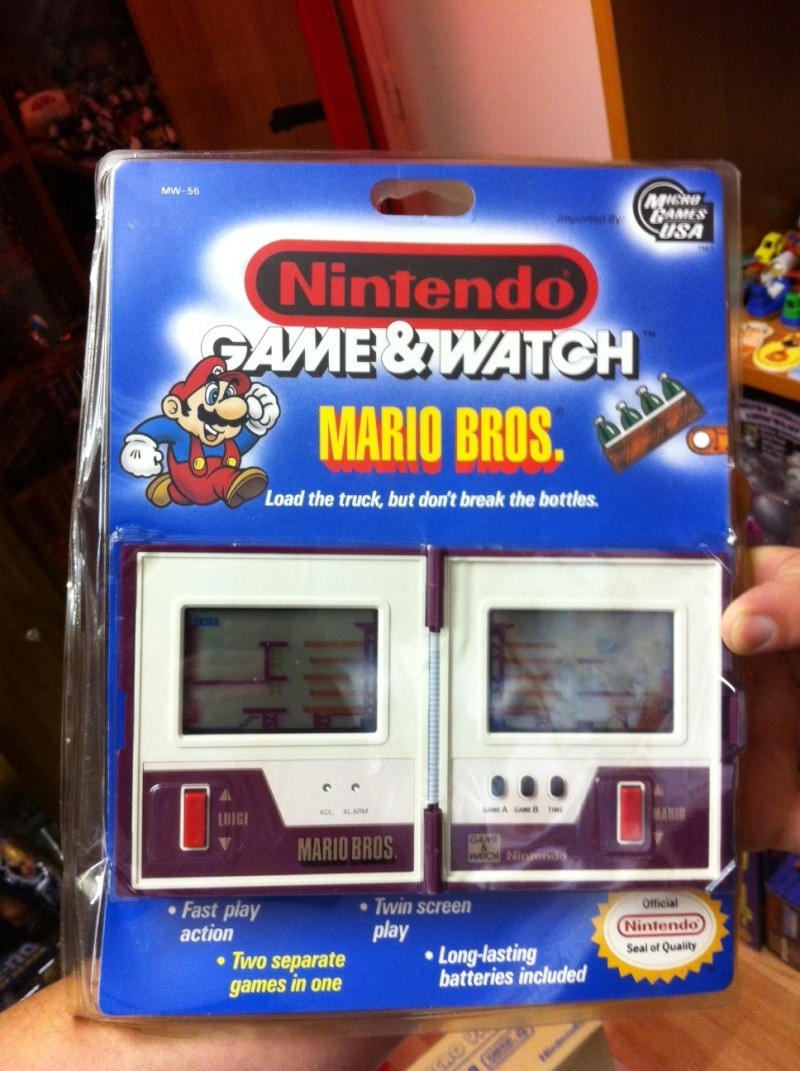 MW-56
Imported By:
MICRO
GAMES
USA
Nintendo®
GAME & WATCH™
MARIO BROS.
Load the truck, but don't break the bottles.
LUIGI
ACL ALARM
MARIO BROS.
GAME A GAME B TIME
MARIO
GAME
& WATCH
Nintendo
• Fast play
action
• Twin screen
play
• Two separate
games in one
• Long-lasting
batteries included
Official
Nintendo
Seal of Quality